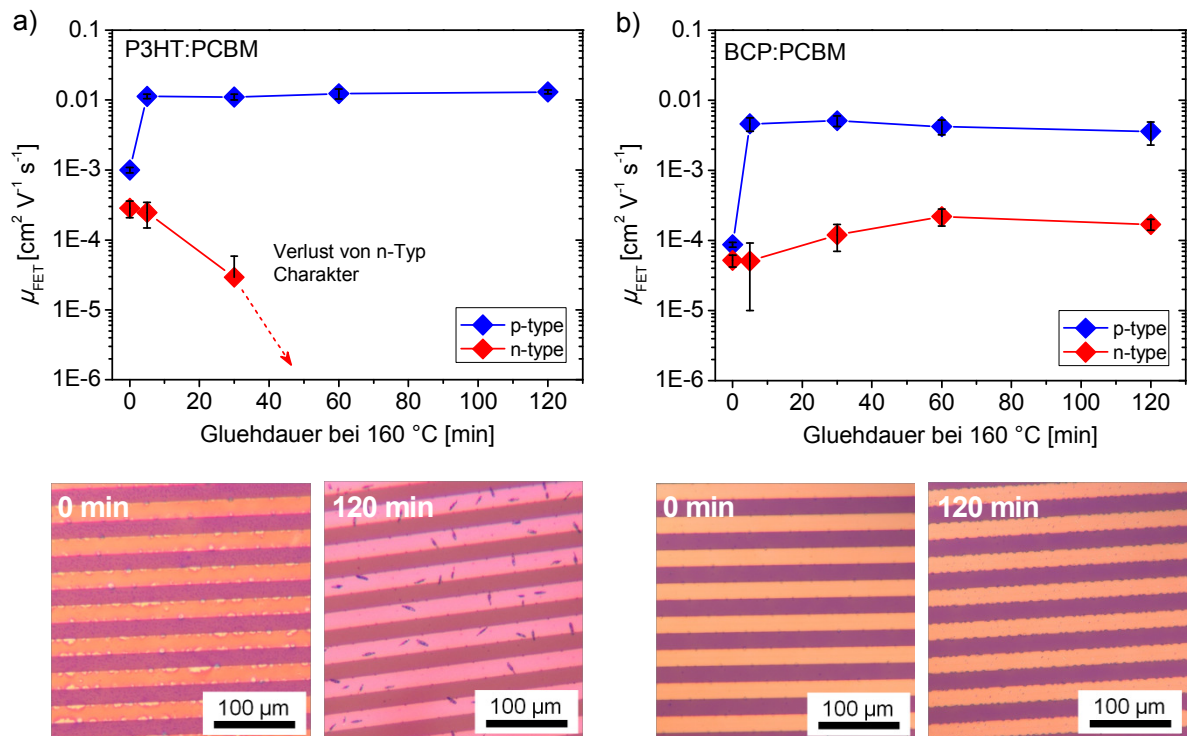 a)
P3HT:PCBM
0.1
0.01
1E-3
1E-4
1E-5
1E-6
μFET [cm² V⁻¹ s⁻¹]
Verlust von n-Typ
Charakter
p-type
n-type
0 20 40 60 80 100 120
Gluehdauer bei 160 °C [min]
b)
BCP:PCBM
0.1
0.01
1E-3
1E-4
1E-5
1E-6
μFET [cm² V⁻¹ s⁻¹]
p-type
n-type
0 20 40 60 80 100 120
Gluehdauer bei 160 °C [min]
0 min
100 µm
120 min
100 µm
0 min
100 µm
120 min
100 µm